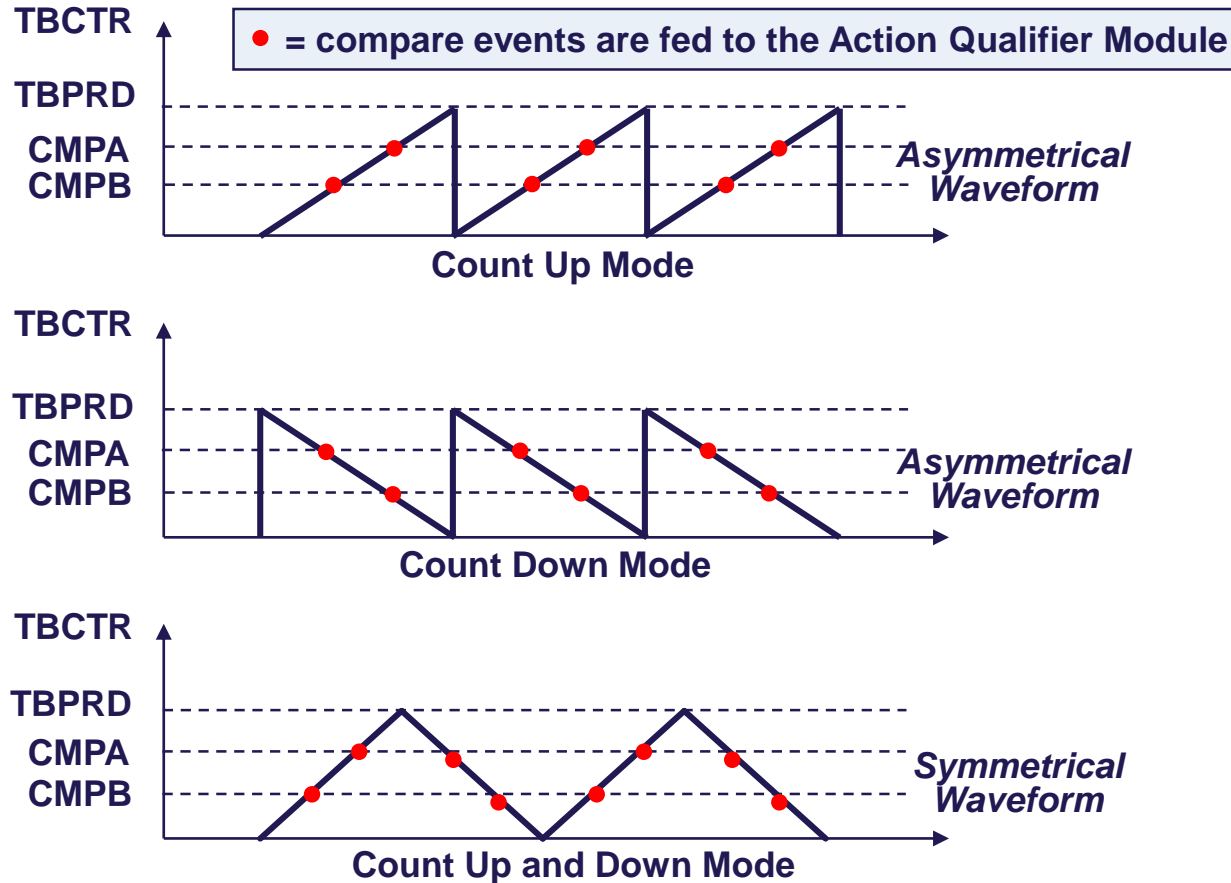 TBCTR
= compare events are fed to the Action Qualifier Module
TBPRD
CMPA
CMPB
Asymmetrical
Waveform
Count Up Mode
TBCTR
TBPRD
CMPA
CMPB
Asymmetrical
Waveform
Count Down Mode
TBCTR
TBPRD
CMPA
CMPB
Symmetrical
Waveform
Count Up and Down Mode